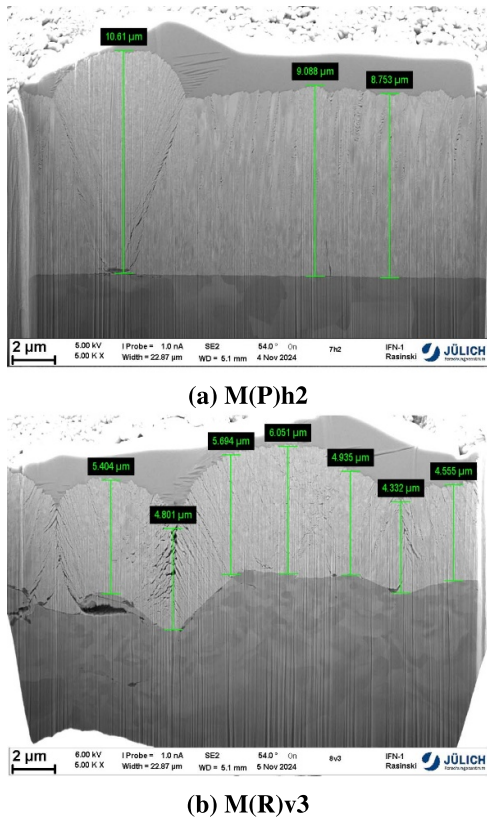 10.61 µm
9.088 µm
8.753 µm
2 µm
5.00 kV
5.00 K X
I Probe = 1.0 nA
Width = 22.87 µm
SE2
WD = 5.1 mm
54.0 ° On
4 Nov 2024
7h2
IFN-1
Rasinski
JÜLICH
Forschungszentrum
(a) M(P)h2
6.051 µm
5.694 µm
5.404 µm
4.935 µm
4.555 µm
4.332 µm
4.801 µm
2 µm
6.00 kV
5.00 K X
I Probe = 1.0 nA
Width = 22.87 µm
SE2
WD = 5.1 mm
54.0 ° On
5 Nov 2024
8v3
IFN-1
Rasinski
JÜLICH
Forschungszentrum
(b) M(R)v3